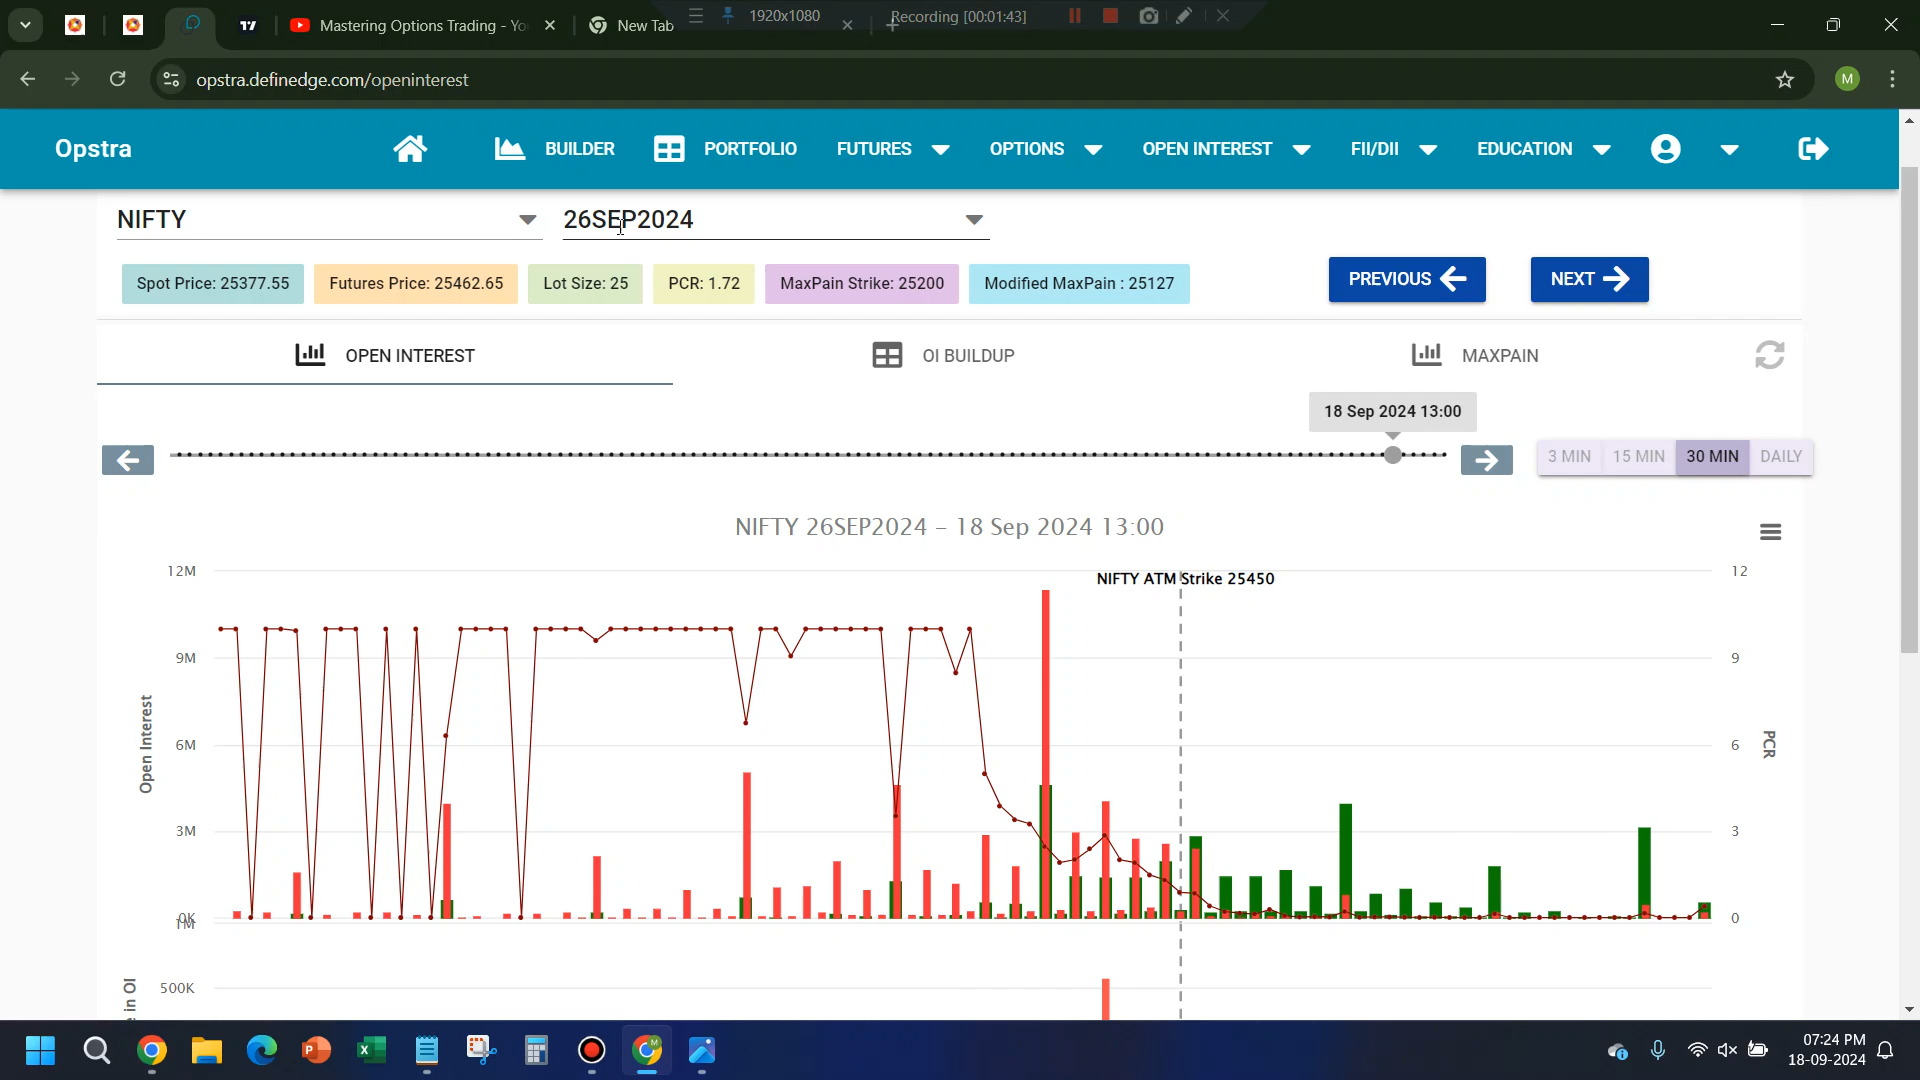 Mastering Options Trading - Yo
New Tab
1920x1080
Recording [00:01:43]
opstra.definedge.com/openinterest
M
Opstra
BUILDER
PORTFOLIO
FUTURES
OPTIONS
OPEN INTEREST
FII/DII
EDUCATION
NIFTY
26SEP2024
Spot Price: 25377.55
Futures Price: 25462.65
Lot Size: 25
PCR: 1.72
MaxPain Strike: 25200
Modified MaxPain : 25127
PREVIOUS
NEXT
OPEN INTEREST
OI BUILDUP
MAXPAIN
18 Sep 2024 13:00
3 MIN
15 MIN
30 MIN
DAILY
NIFTY 26SEP2024 – 18 Sep 2024 13:00
NIFTY ATM Strike 25450
12M
9M
6M
3M
0K
1M
500K
Open Interest
e in OI
12
9
6
3
0
PCR
07:24 PM
18-09-2024